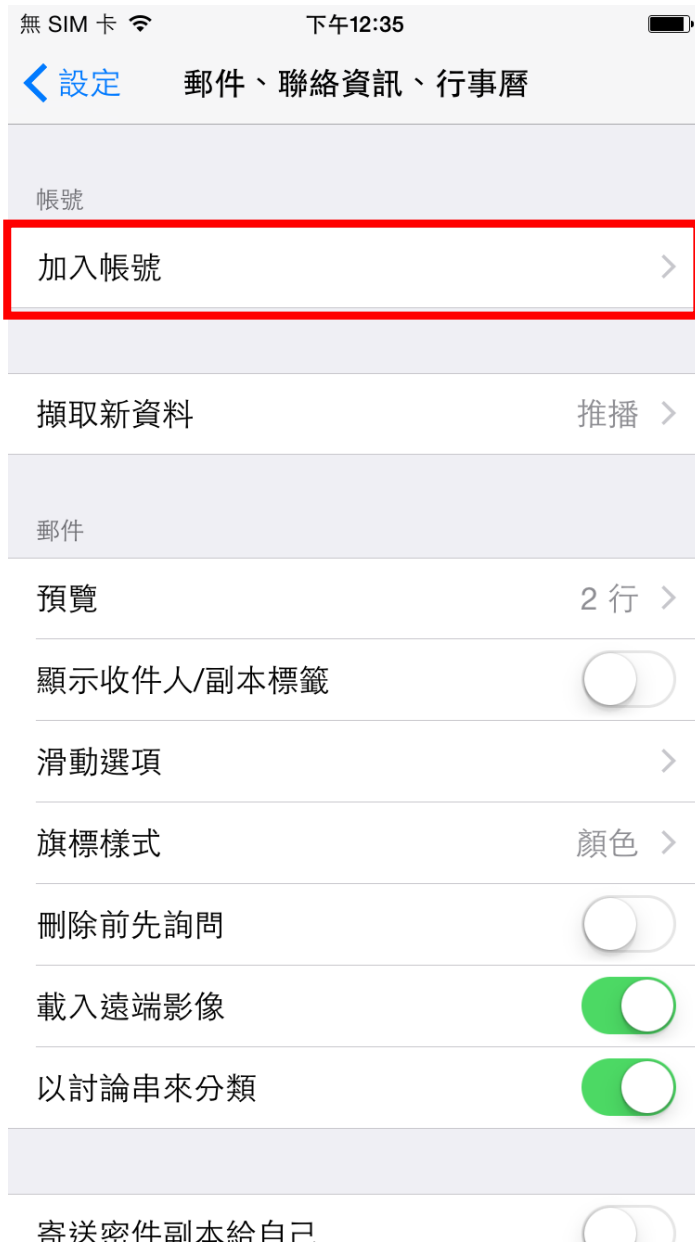 無 SIM 卡 下午12:35
設定 郵件、聯絡資訊、行事曆
帳號
加入帳號
擷取新資料 推播
郵件
預覽 2 行
顯示收件人/副本標籤
滑動選項
旗標樣式 顏色
刪除前先詢問
載入遠端影像
以討論串來分類
寄送密件副本給自己